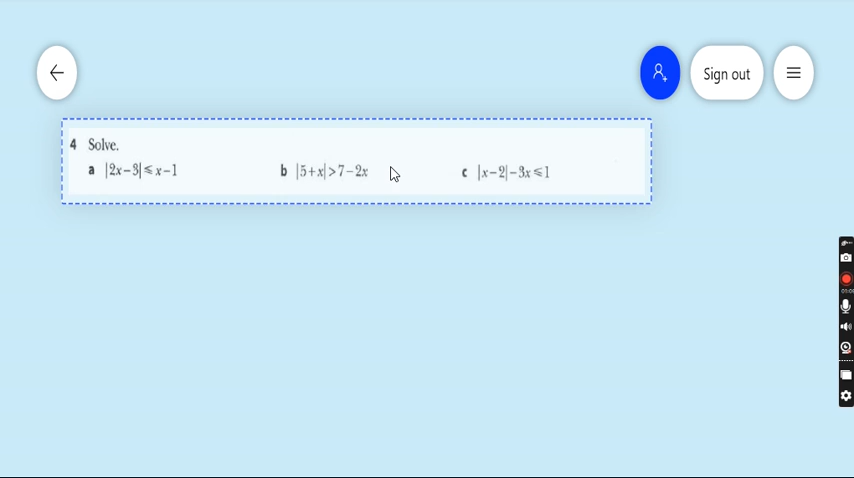 Sign out
4 Solve.
a |2x−3|⩽x−1 b |5+x|>7−2x c |x−2|−3x⩽1